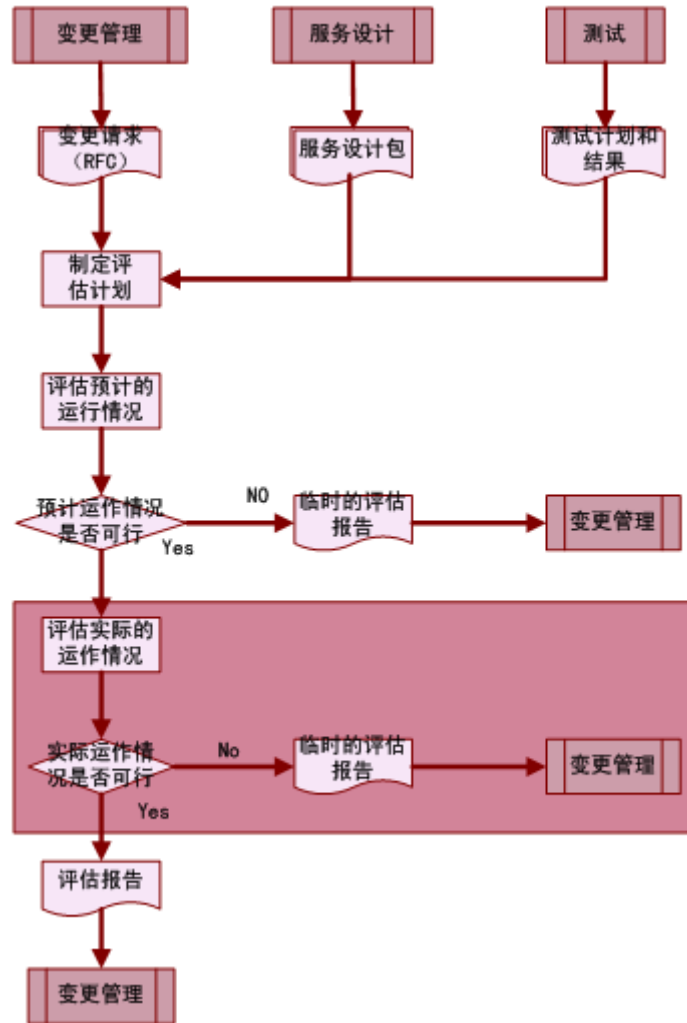 变更管理
服务设计
测试
变更请求
（RFC）
服务设计包
测试计划和
结果
制定评
估计划
评估预计的
运行情况
预计运作情况
是否可行
NO
Yes
临时的评估
报告
变更管理
评估实际的
运作情况
实际运作情
况是否可行
No
Yes
临时的评估
报告
变更管理
评估报告
变更管理